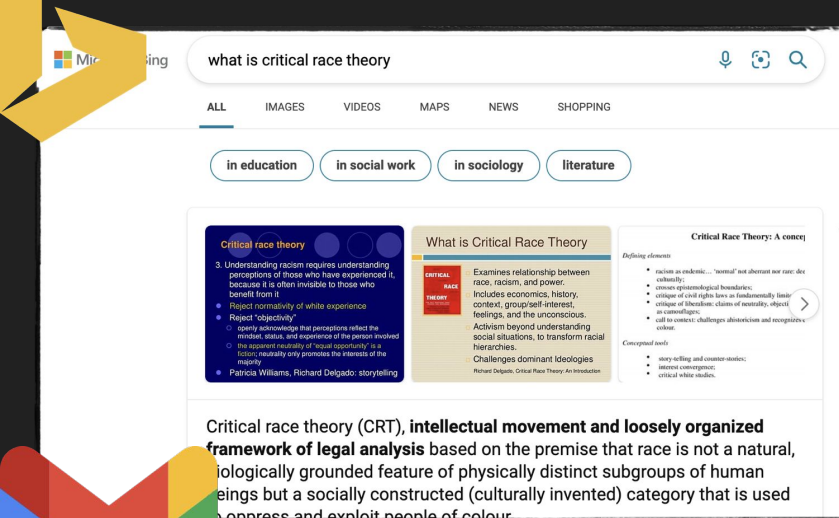 what is critical race theory
ALL IMAGES VIDEOS MAPS NEWS SHOPPING
in education in social work in sociology literature
Critical race theory
3. Understanding racism requires understanding
perceptions of those who have experienced it,
because it is often invisible to those who
benefit from it
Reject normativity of white experience
Reject "objectivity"
openly acknowledge that perceptions reflect the
mindset, status, and experience of the person involved
the apparent neutrality of "equal opportunity" is a
fiction; neutrality only promotes the interests of the
majority
Patricia Williams, Richard Delgado: storytelling
What is Critical Race Theory
CRITICAL
RACE
THEORY
Examines relationship between
race, racism, and power.
Includes economics, history,
context, group/self-interest,
feelings, and the unconscious.
Activism beyond understanding
social situations, to transform racial
hierarchies.
Challenges dominant Ideologies
Richard Delgado, Critical Race Theory: An Introduction
Critical Race Theory: A
Defining elements
racism as endemic… 'normal' not aberrant nor rare:
crosses epistemological boundaries;
critique of civil rights laws as fundamentally
critique of liberalism: claims of neutrality,
as camouflages;
call to context: challenges ahistoricism and recognizes
colour.
Conceptual tools
story-telling and counter-stories;
interest convergence;
critical white studies.
Critical race theory (CRT), intellectual movement and loosely organized
framework of legal analysis based on the premise that race is not a natural,
biologically grounded feature of physically distinct subgroups of human
beings but a socially constructed (culturally invented) category that is used
to oppress and exploit people of colour.